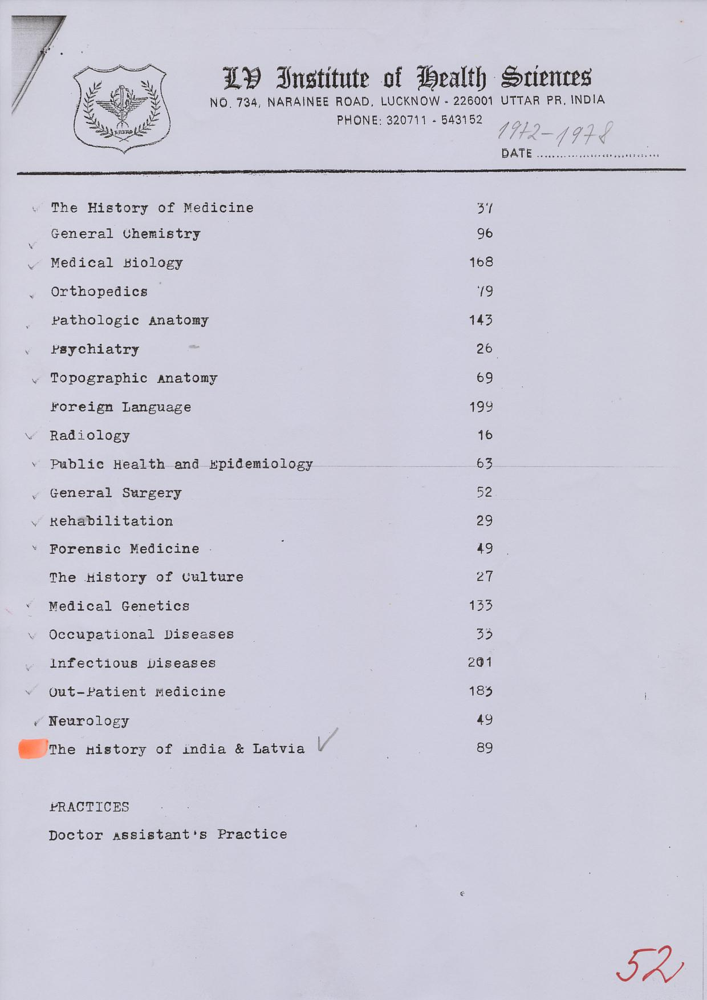 LV Institute of Health Sciences
NO. 734, NARAINEE ROAD, LUCKNOW - 226001 UTTAR PR, INDIA
PHONE: 320711 - 543152
1972-1978
DATE ................................
The History of Medicine 37
General Chemistry 96
Medical Biology 168
Orthopedics 79
Pathologic Anatomy 143
Psychiatry 26
Topographic Anatomy 69
Foreign Language 199
Radiology 16
Public Health and Epidemiology 63
General Surgery 52
Rehabilitation 29
Forensic Medicine 49
The History of Culture 27
Medical Genetics 133
Occupational Diseases 33
Infectious Diseases 201
Out-Patient Medicine 183
Neurology 49
The History of India & Latvia ✓ 89
PRACTICES
Doctor Assistant's Practice
52